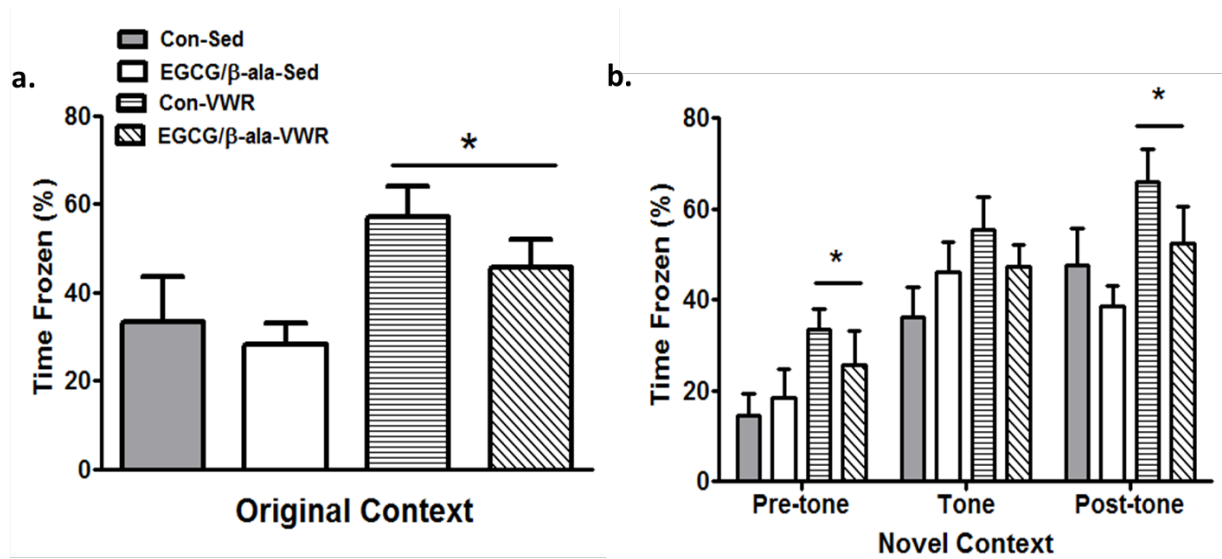 a.
Con-Sed
EGCG/β-ala-Sed
Con-VWR
EGCG/β-ala-VWR
*
80
60
40
20
0
Time Frozen (%)
Original Context
b.
*
*
80
60
40
20
0
Time Frozen (%)
Pre-tone Tone Post-tone
Novel Context